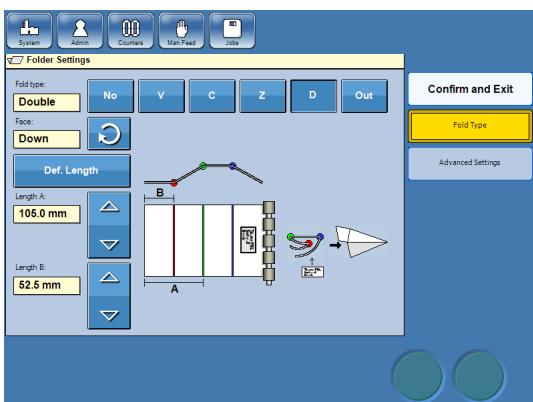 System
Admin
Counters
Man.Feed
Jobs
Folder Settings
Fold type:
Double
No
V
C
Z
D
Out
Face:
Down
Def. Length
Length A:
105.0 mm
Length B:
52.5 mm
B
A
Confirm and Exit
Fold Type
Advanced Settings